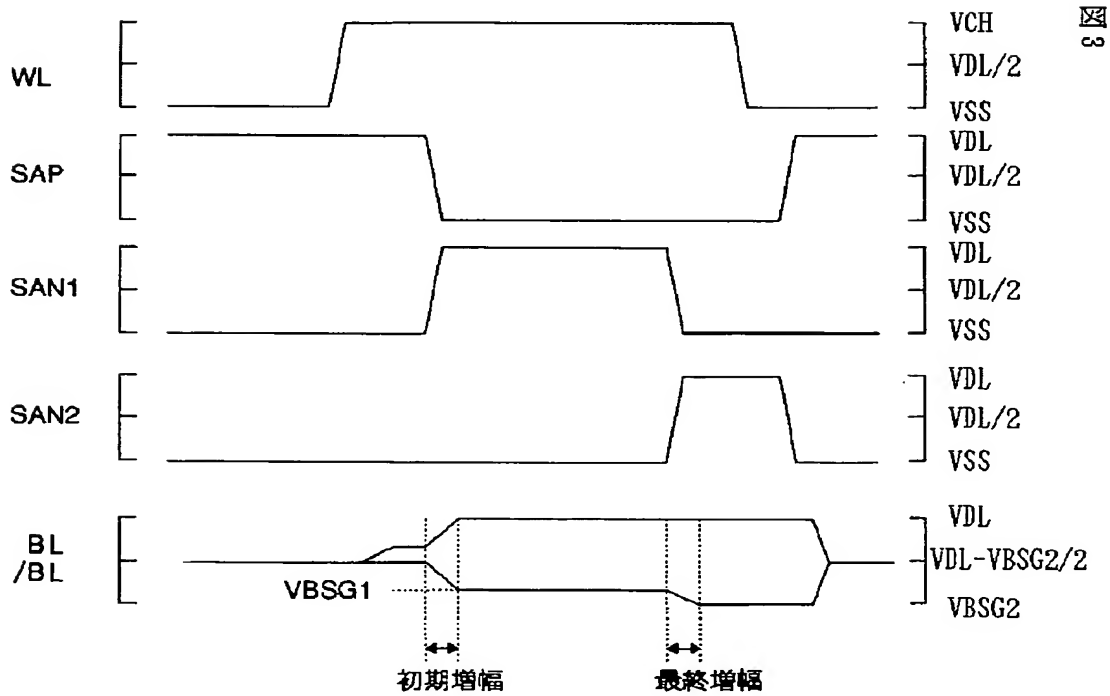 図3
WL
VCH
VDL/2
VSS
SAP
VDL
VDL/2
VSS
SAN1
VDL
VDL/2
VSS
SAN2
VDL
VDL/2
VSS
BL
/BL
VDL
VDL-VBSG2/2
VBSG2
VBSG1
初期増幅
最終増幅